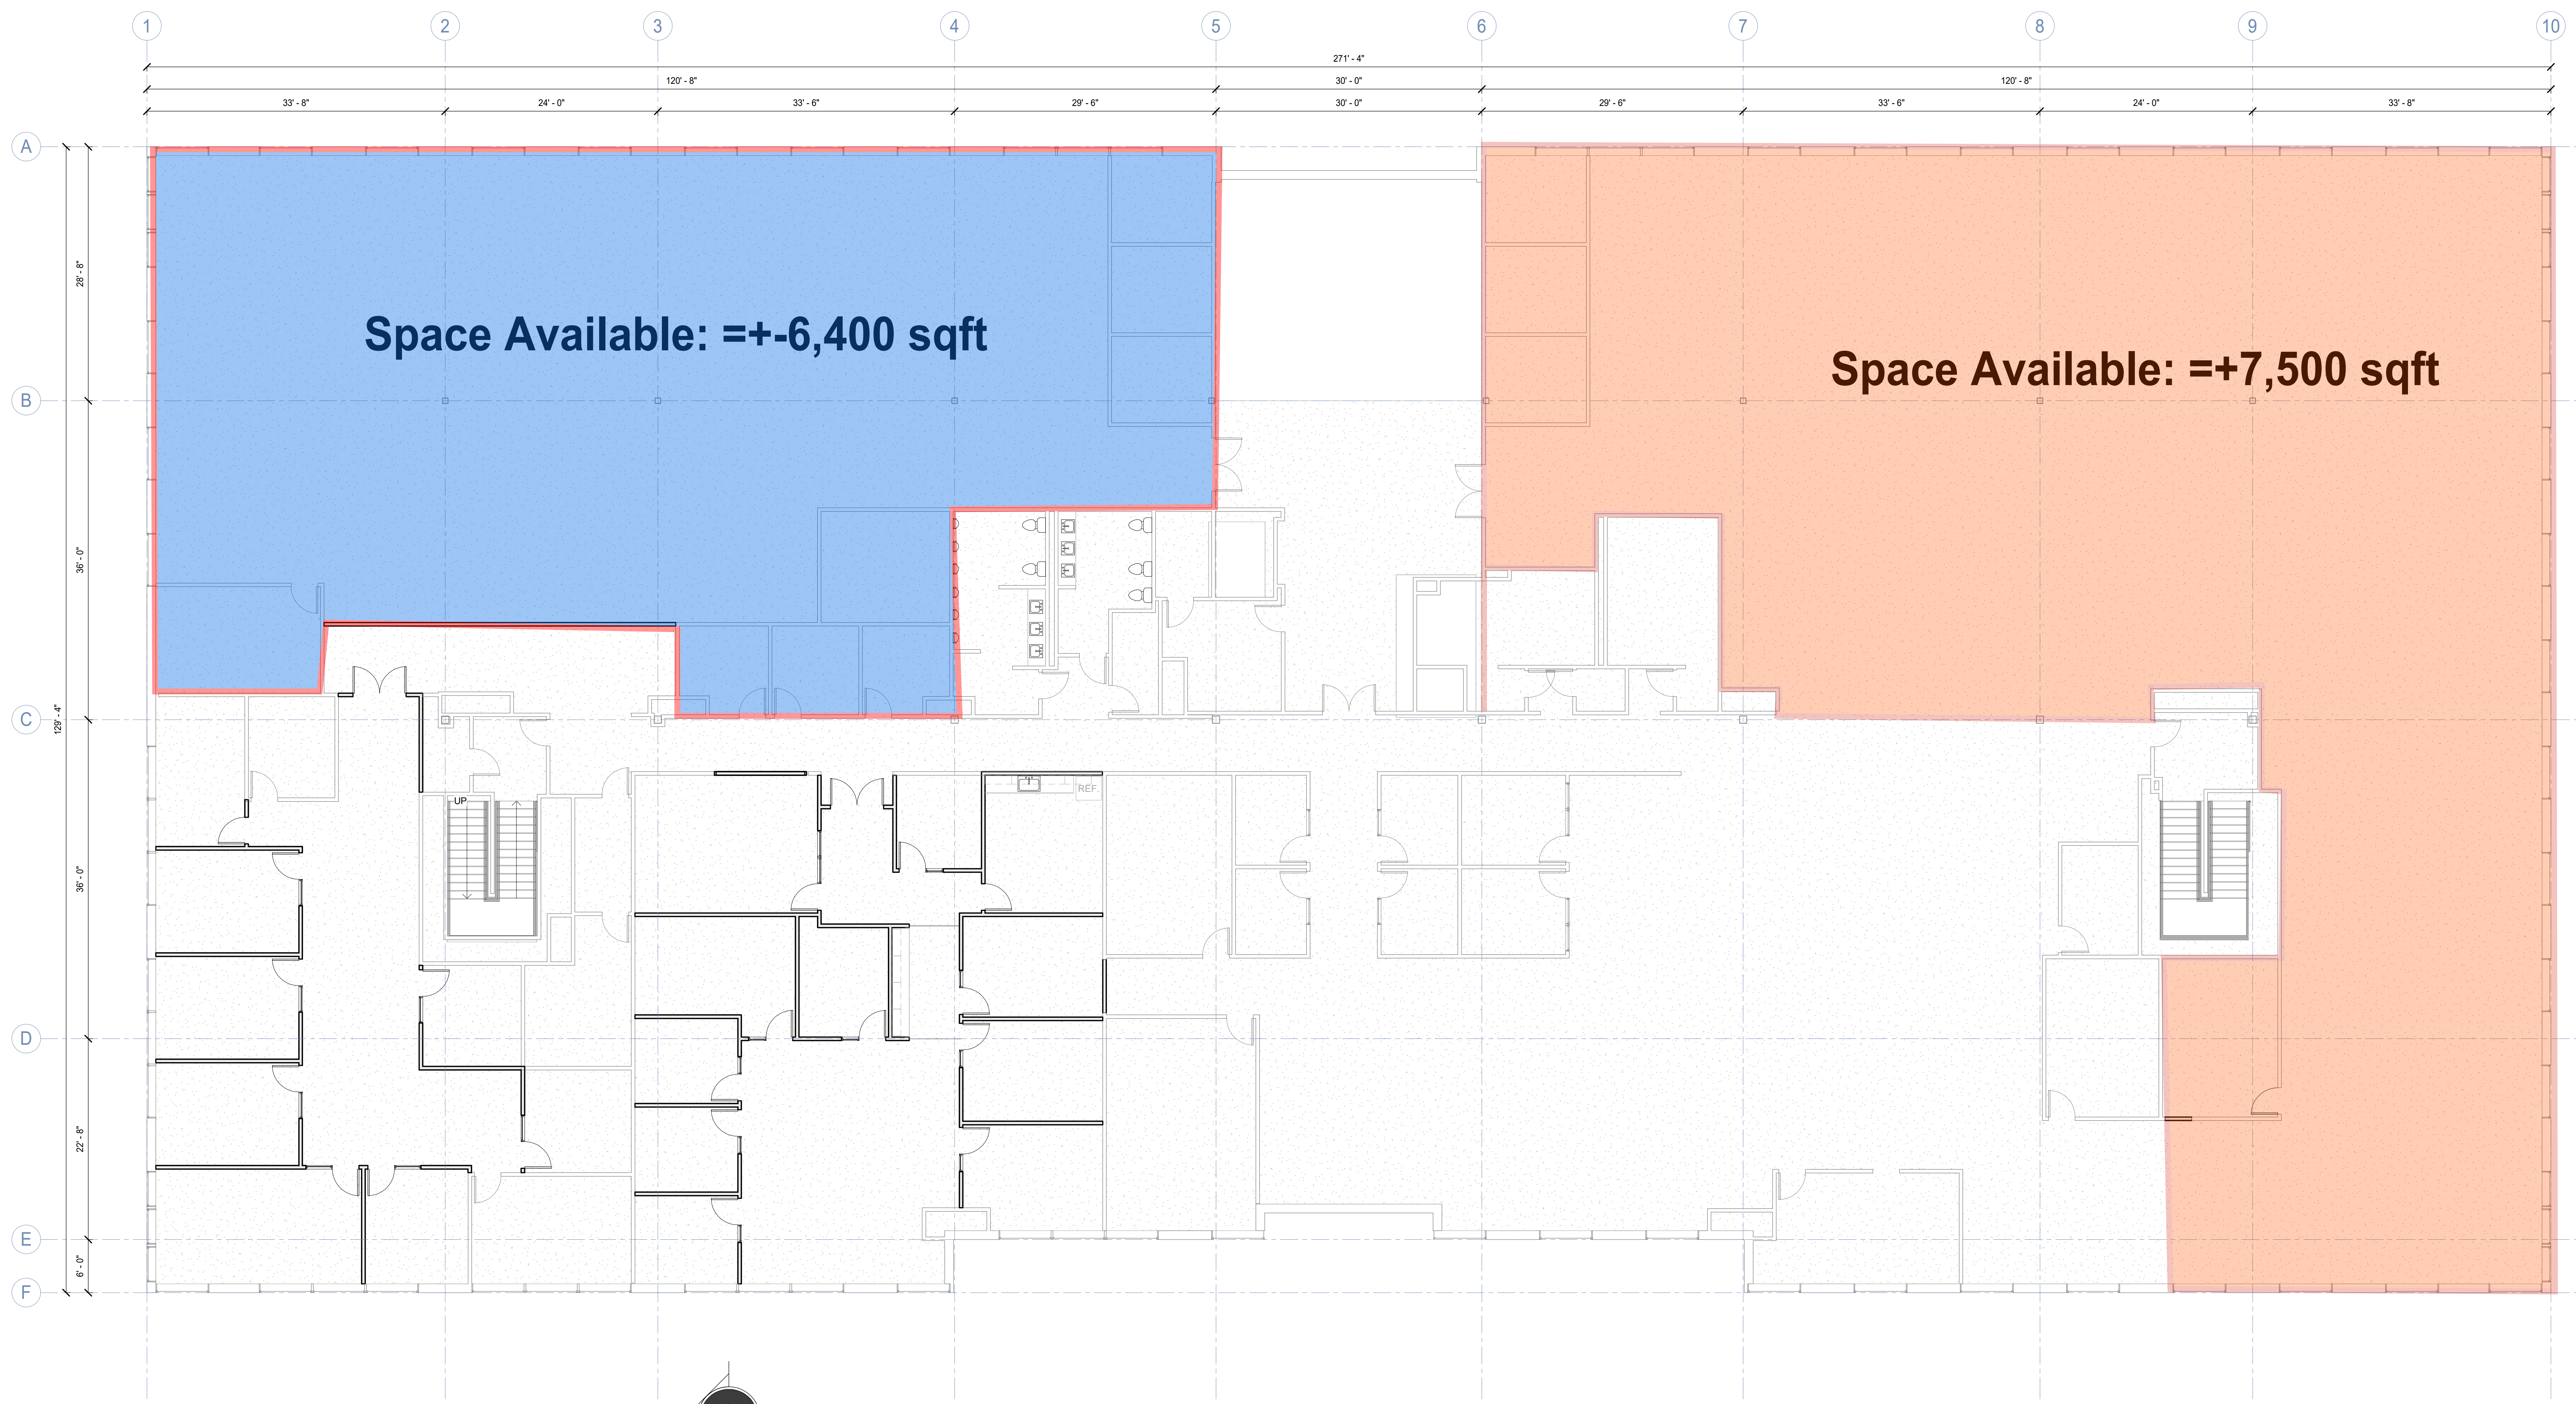 1 2 3 4 5 6 7 8 9 10
271' - 4"
120' - 8" 30' - 0" 120' - 8"
33' - 8" 24' - 0" 33' - 6" 29' - 6" 30' - 0" 29' - 6" 33' - 6" 24' - 0" 33' - 8"
A
28' - 8"
Space Available: =+-6,400 sqft
Space Available: =+7,500 sqft
B
36' - 0"
C
129' - 4"
REF.
UP
36' - 0"
D
22' - 8"
E
6' - 0"
F